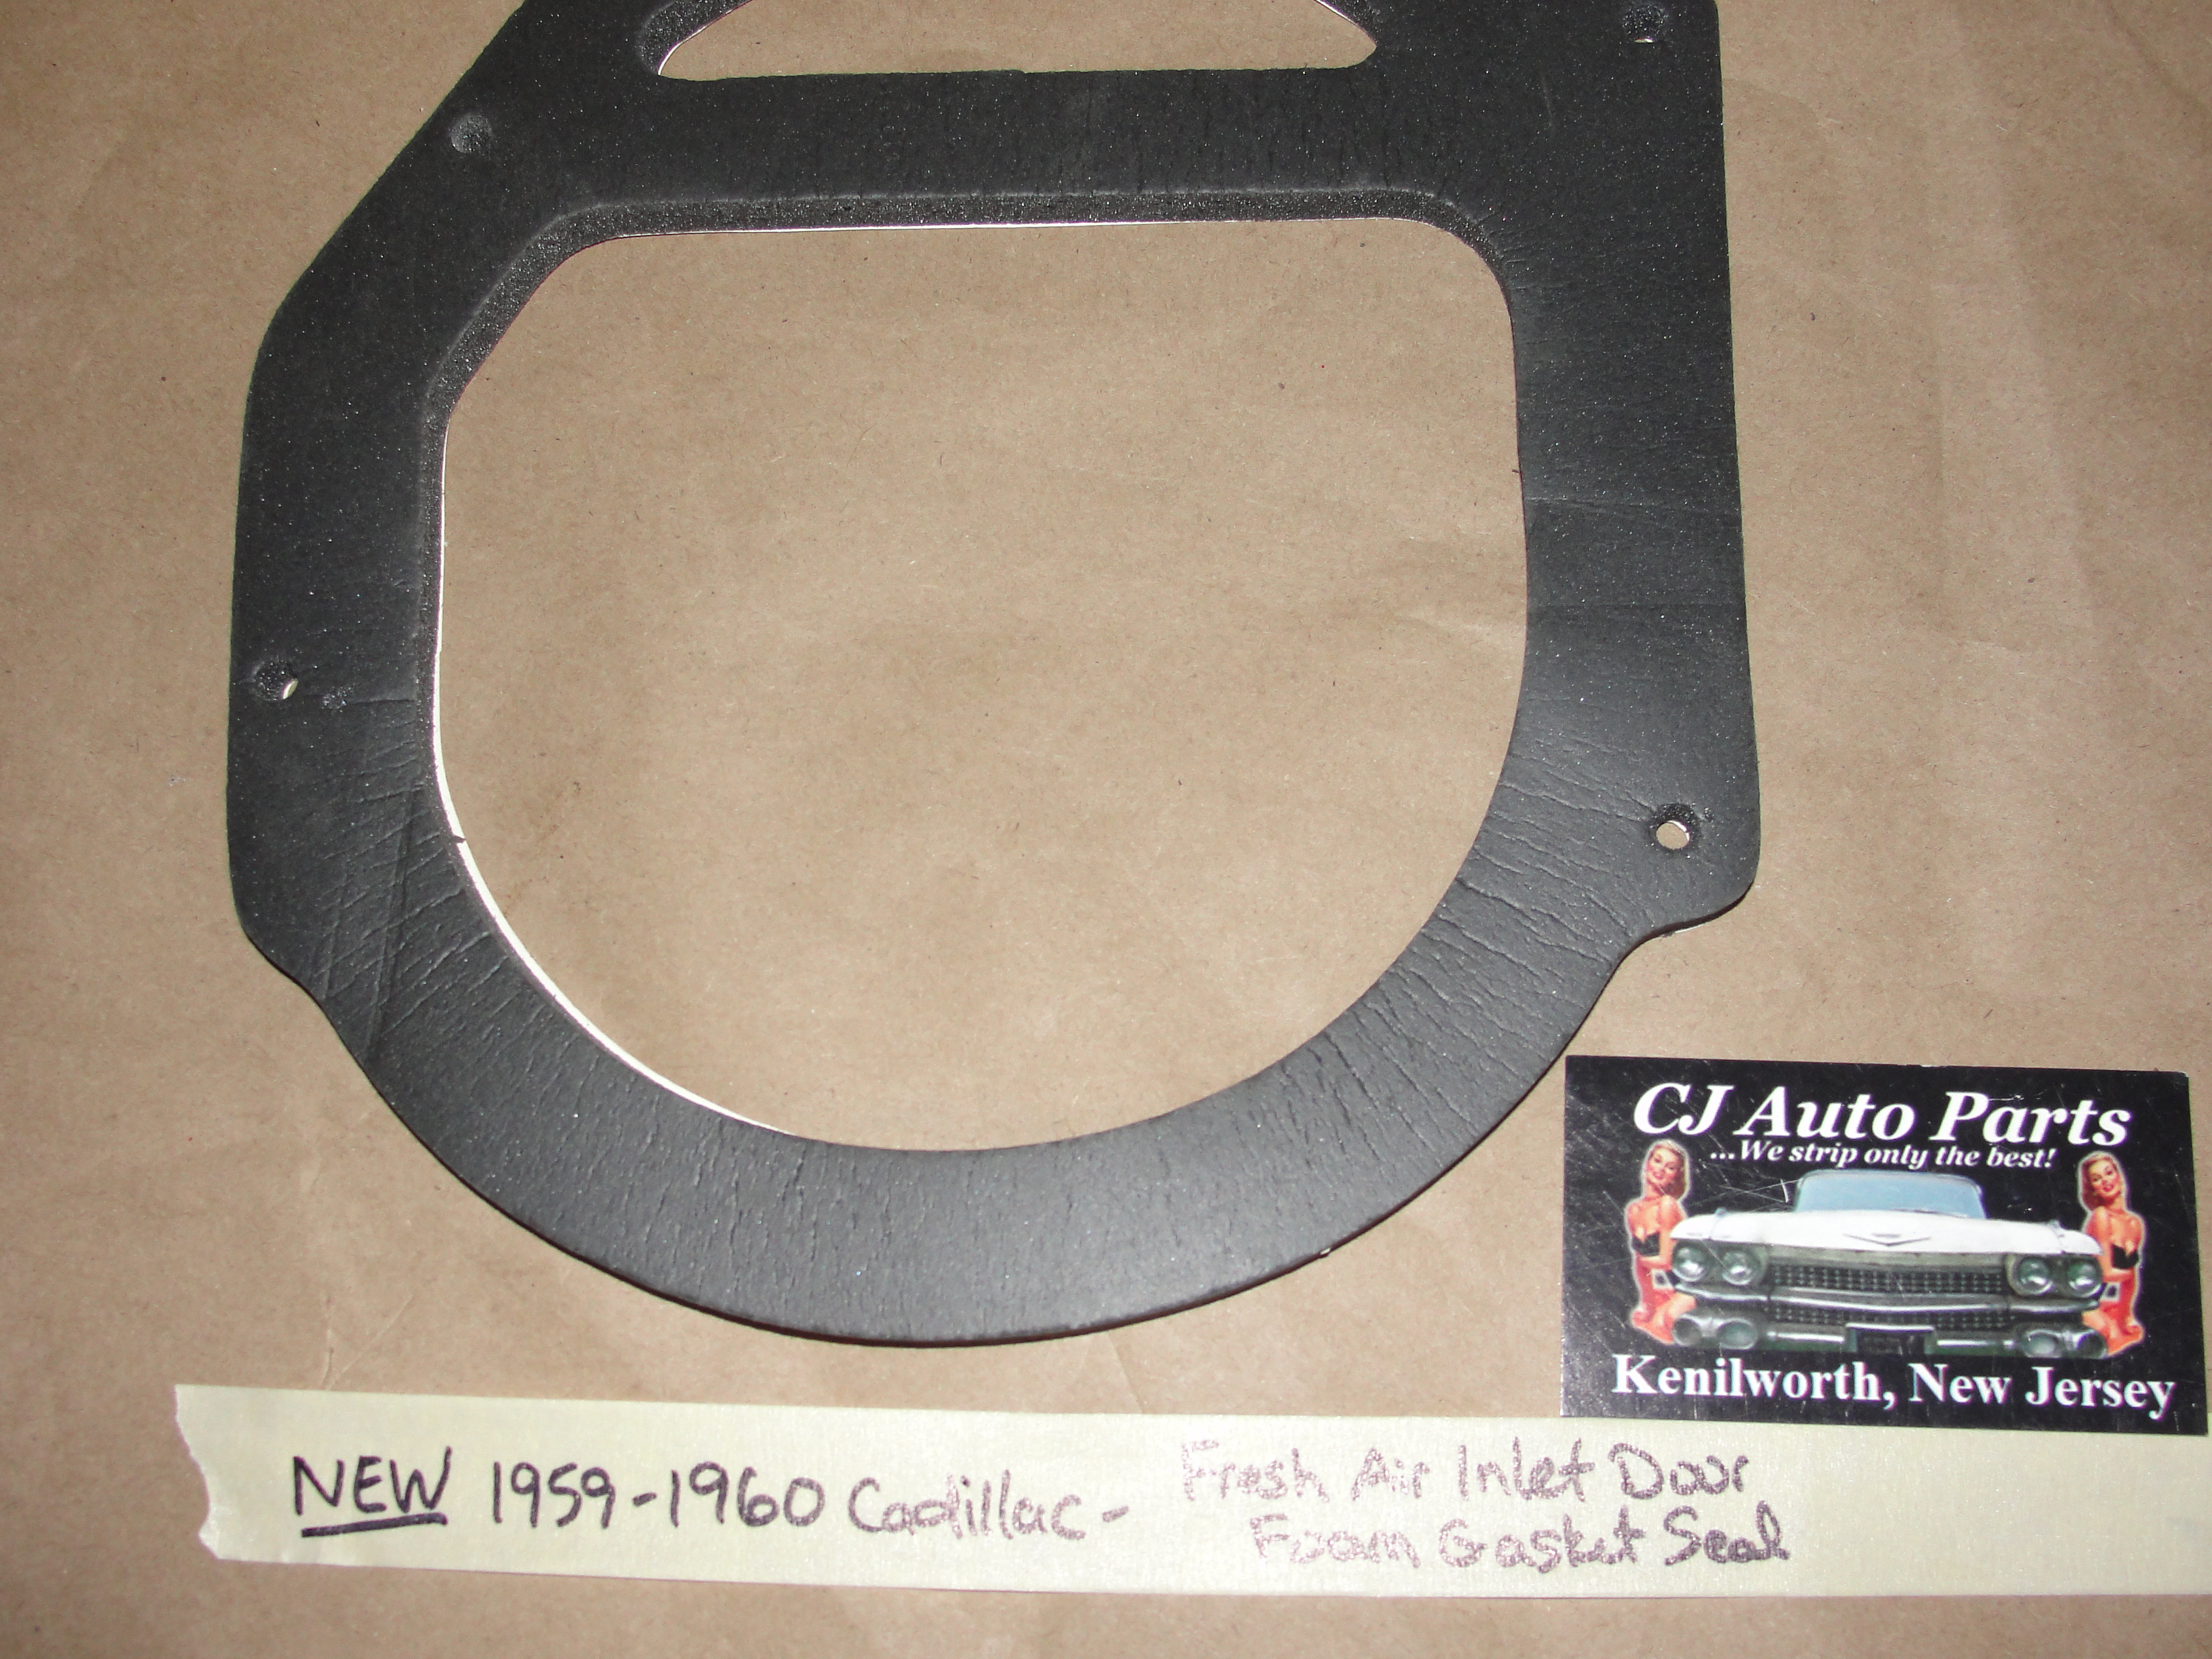 CJ Auto Parts
...We strip only the best!
Kenilworth, New Jersey
NEW 1959-1960 Cadillac - Fresh Air Inlet Door
Foam Gasket Seal